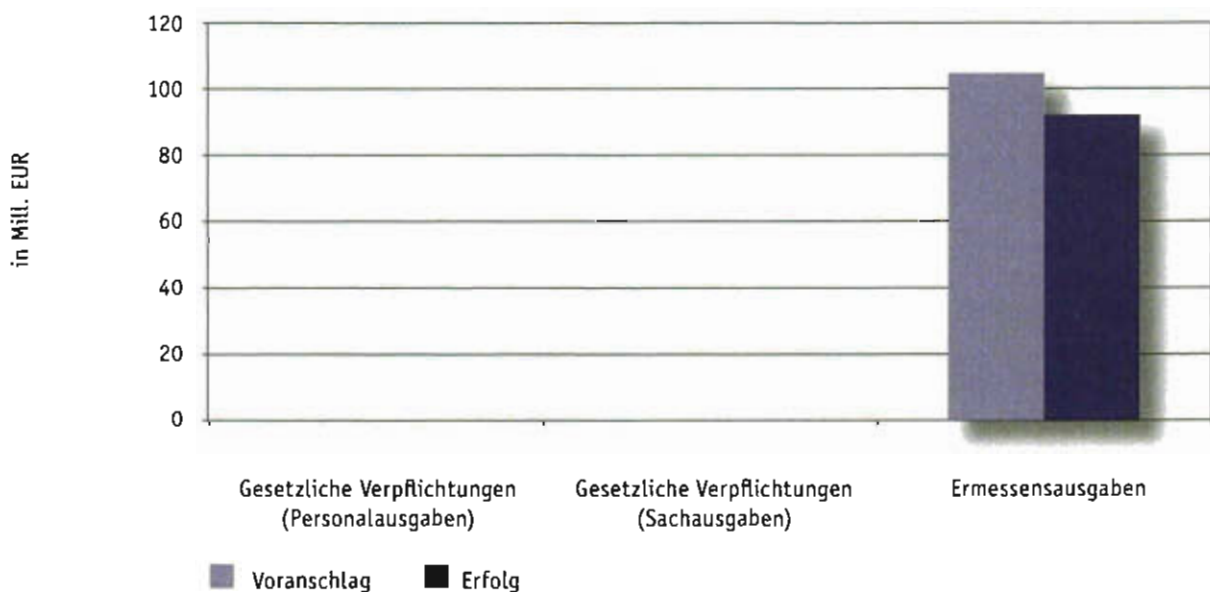 in Mill. EUR
120
100
80
60
40
20
0
Gesetzliche Verpflichtungen
(Personalausgaben)
Gesetzliche Verpflichtungen
(Sachausgaben)
Ermessensausgaben
Voranschlag
Erfolg